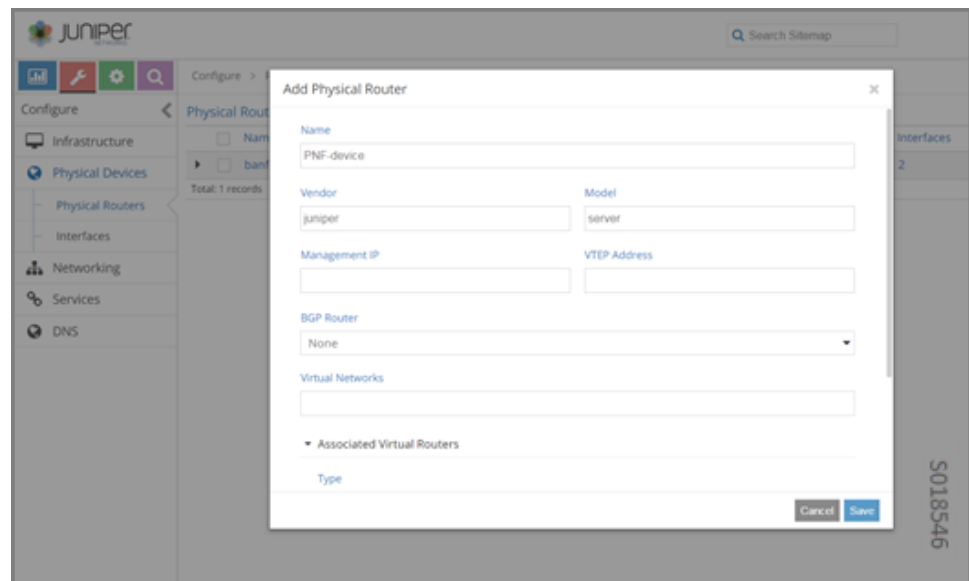 JUNIPER
NETWORKS
Search Sitemap
Configure >
Configure
Physical Rout
Nam
Interfaces
Infrastructure
banf
2
Physical Devices
Total: 1 records
Physical Routers
Interfaces
Networking
Services
DNS
Add Physical Router
Name
PNF-device
Vendor Model
juniper server
Management IP VTEP Address
BGP Router
None
Virtual Networks
Associated Virtual Routers
Type
Cancel Save
S018546